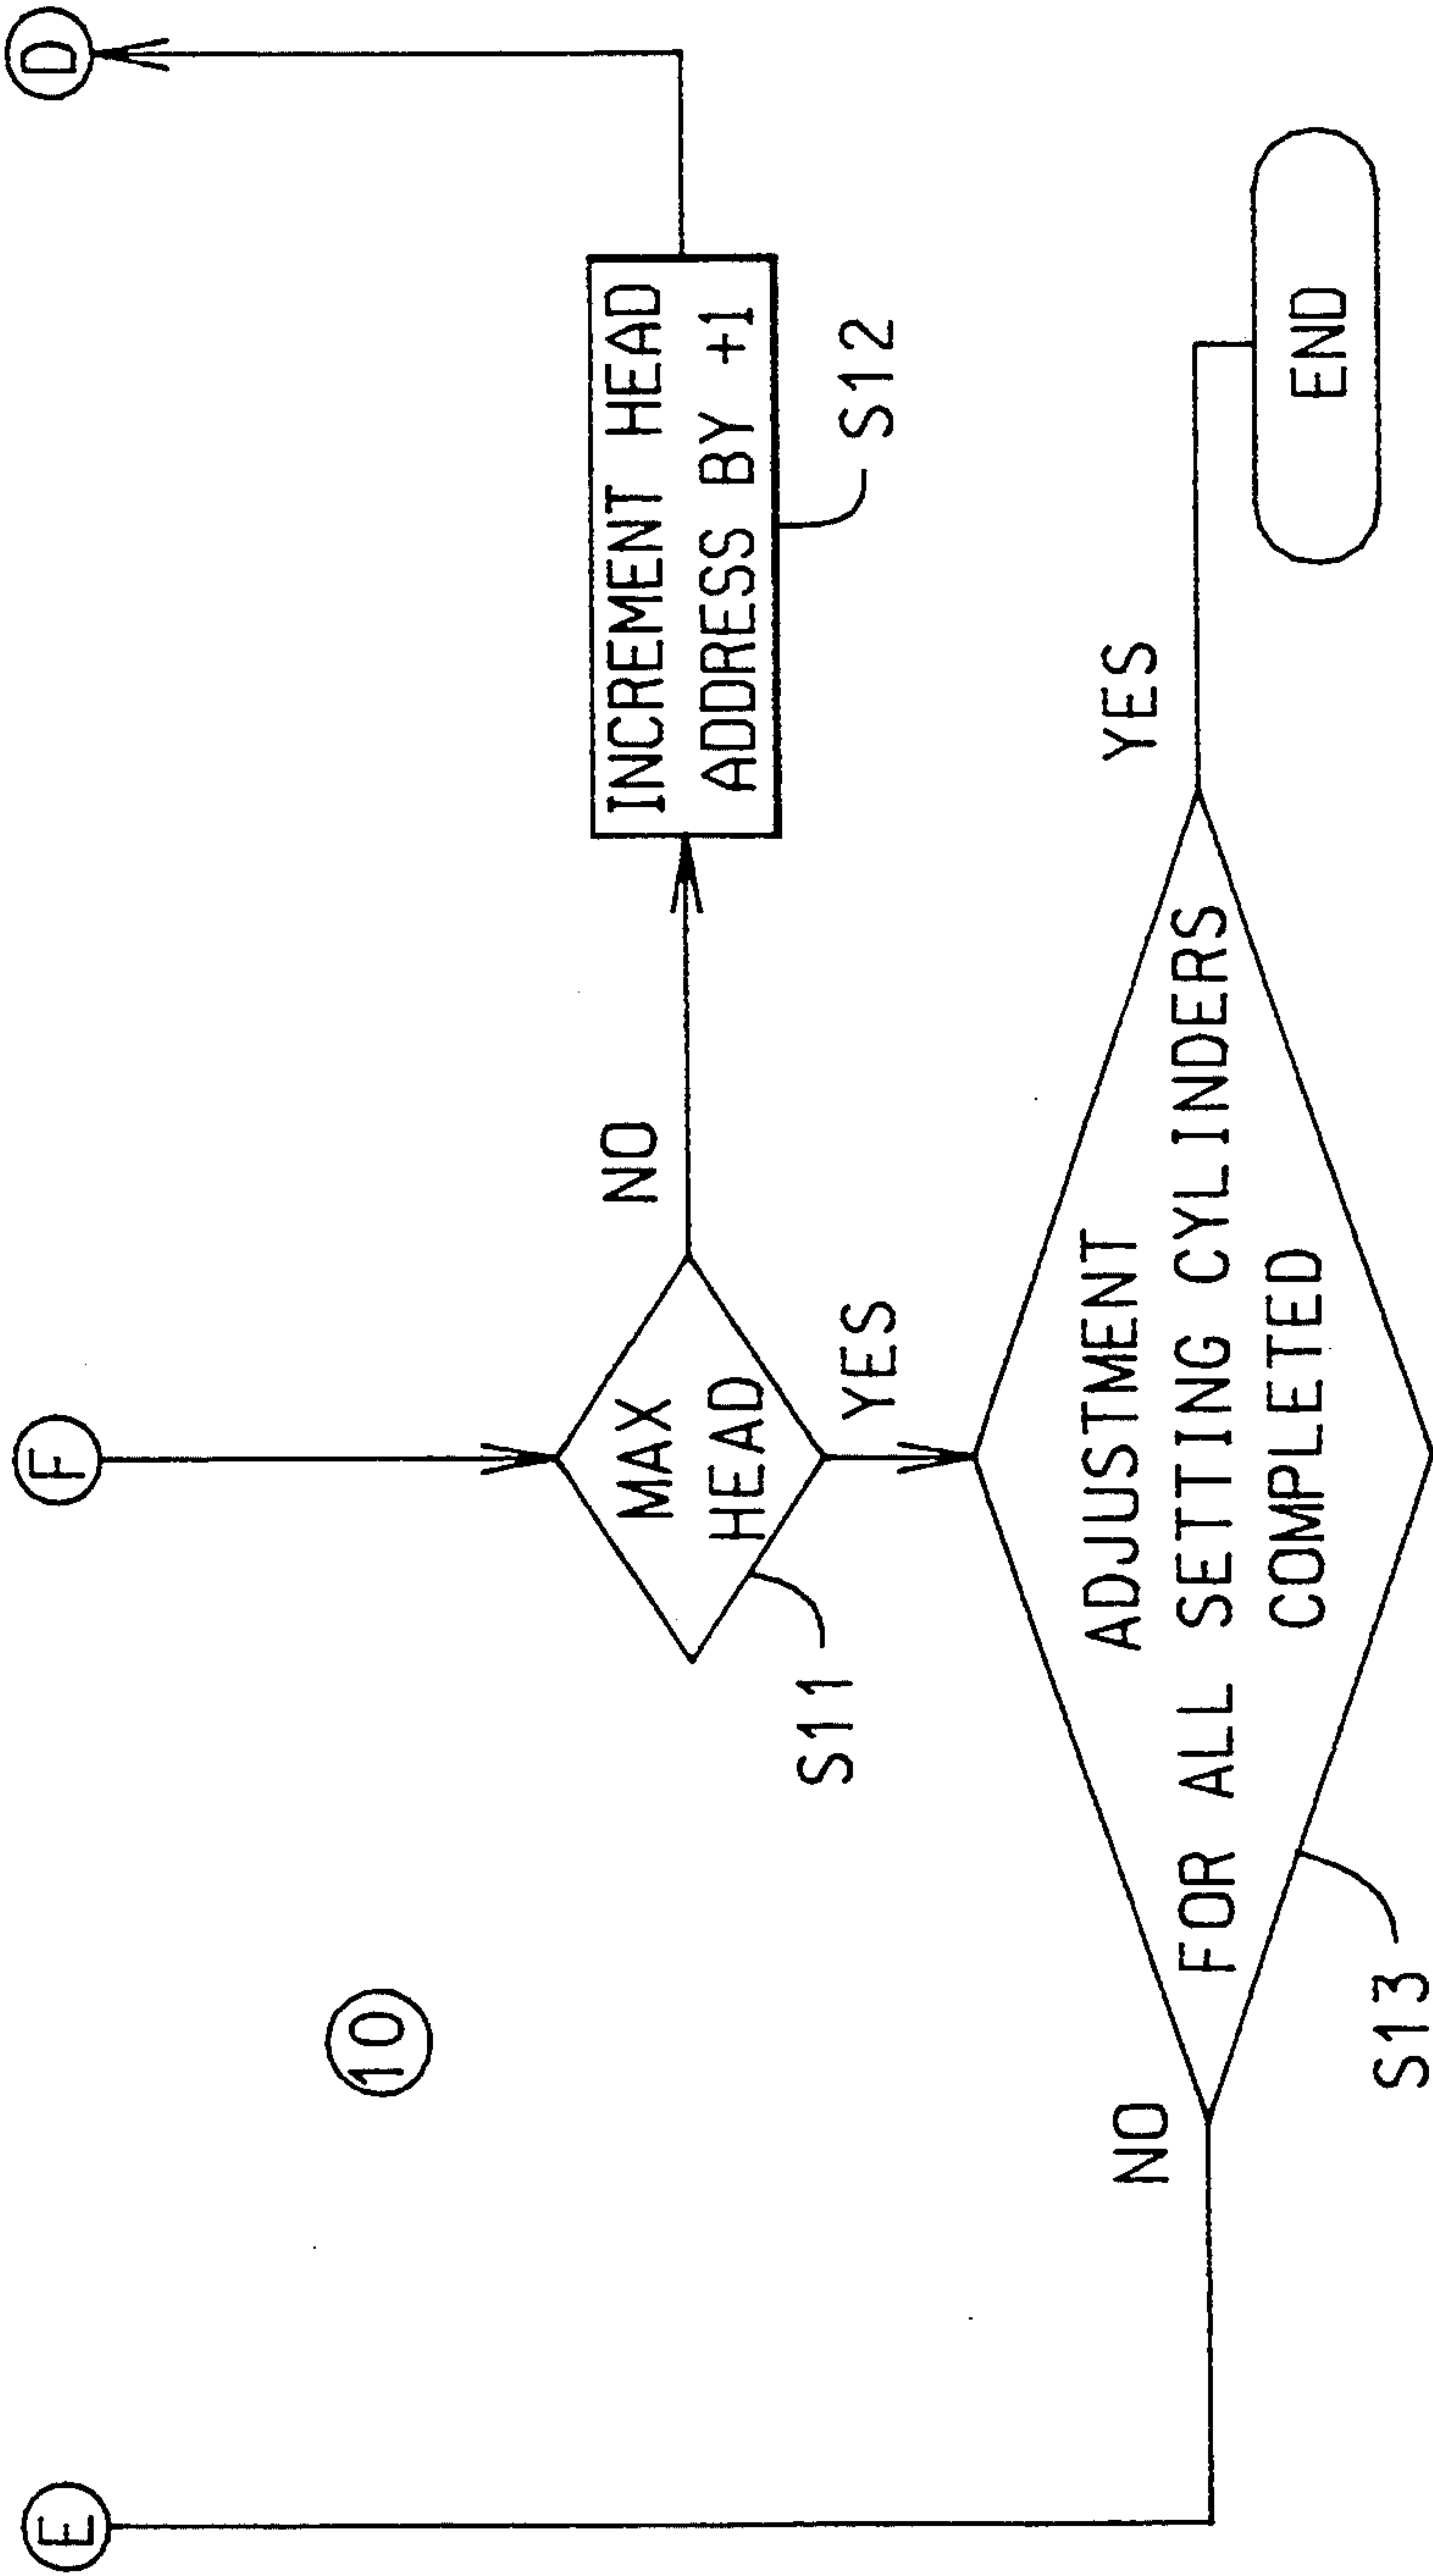 E
F
D
10
MAX
HEAD
NO
YES
S11
INCREMENT HEAD
ADDRESS BY +1
S12
ADJUSTMENT
FOR ALL SETTING CYLINDERS
COMPLETED
NO
YES
S13
END